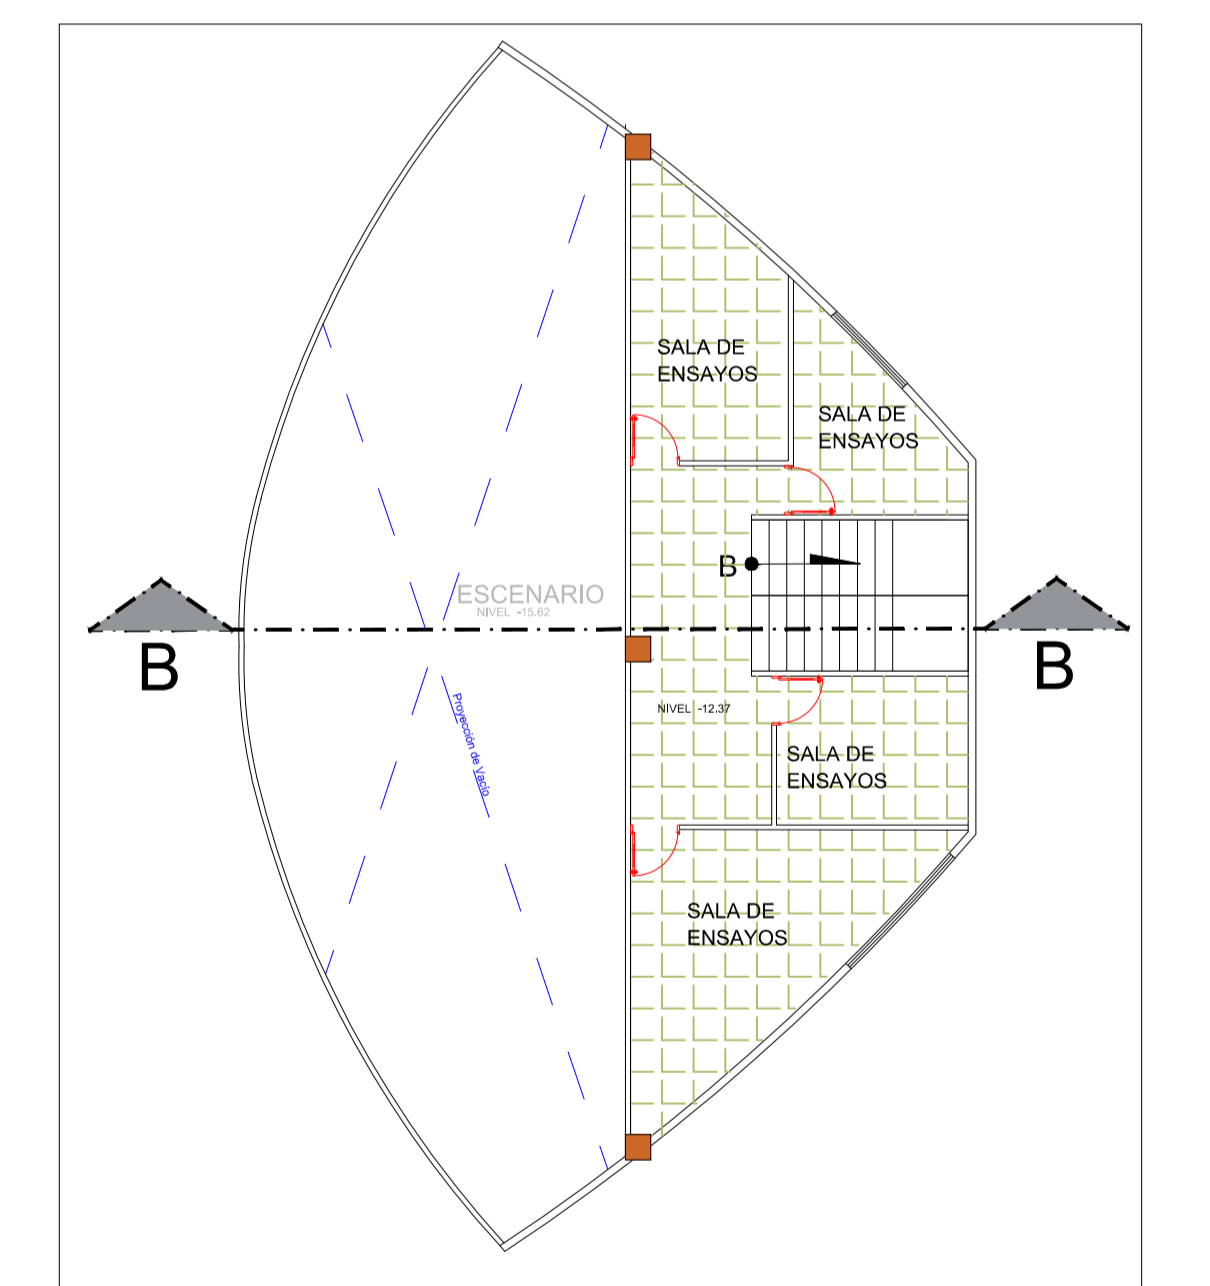 SALA DE
ENSAYOS
SALA DE
ENSAYOS
B
ESCENARIO
NIVEL -15.62
B
B
Proyección de Vacío
NIVEL -12.37
SALA DE
ENSAYOS
SALA DE
ENSAYOS